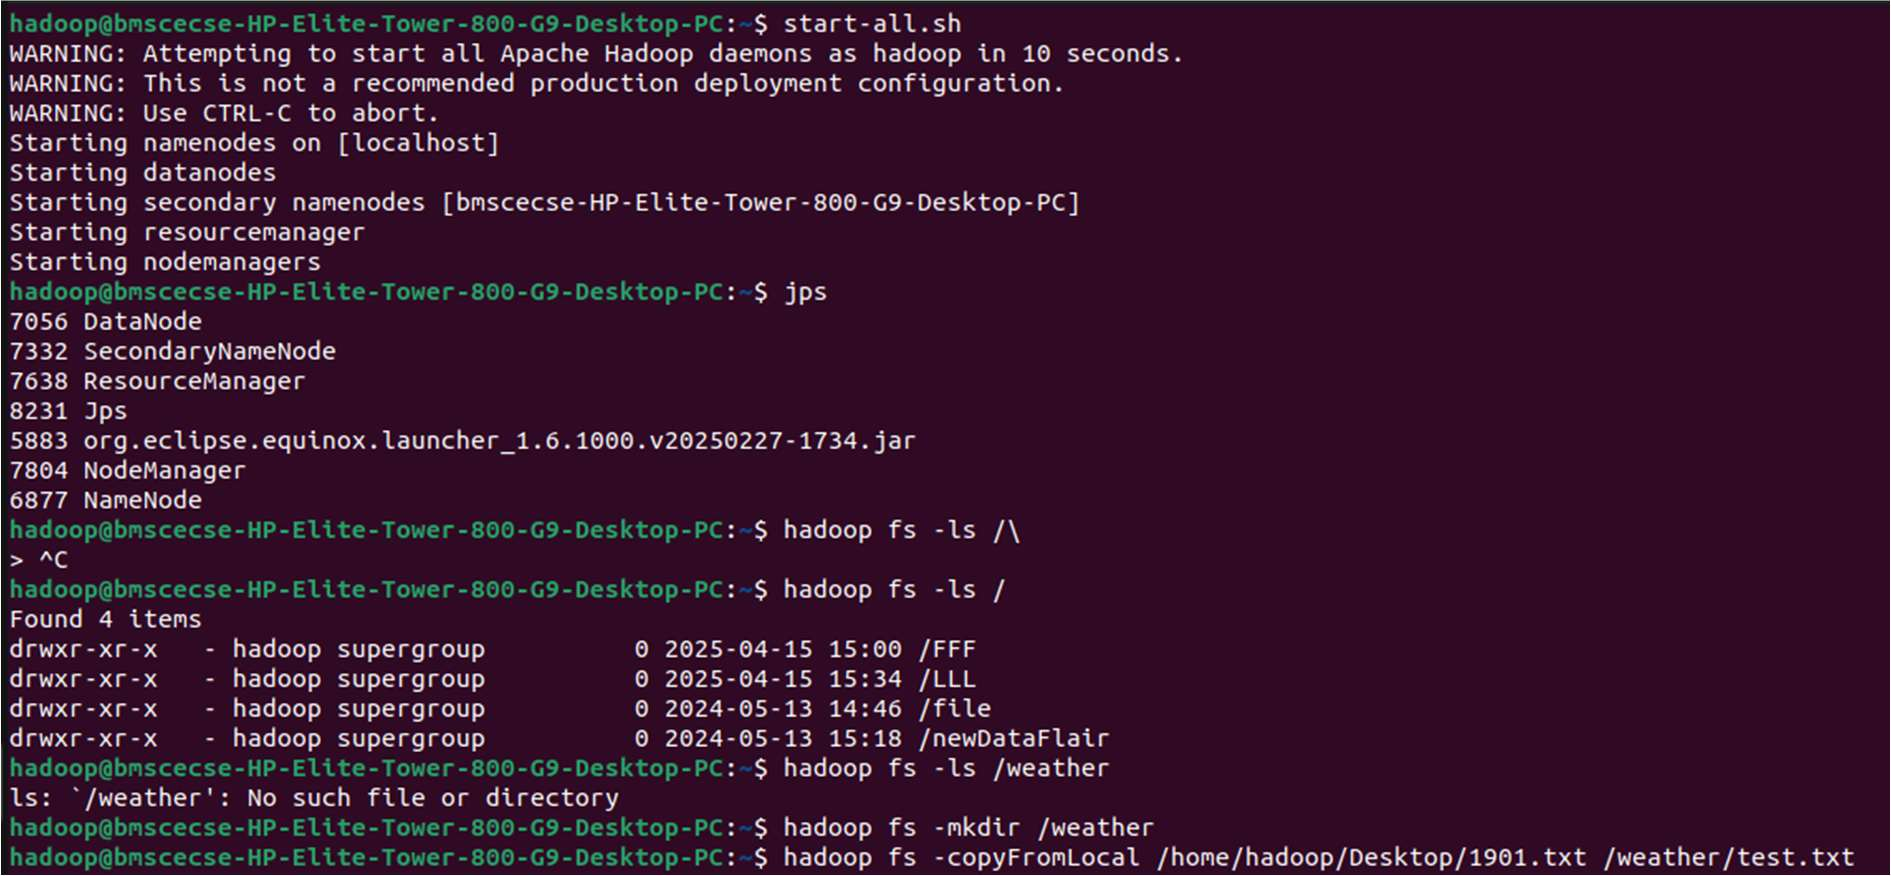 hadoop@bmscecse-HP-Elite-Tower-800-G9-Desktop-PC:~$ start-all.sh
WARNING: Attempting to start all Apache Hadoop daemons as hadoop in 10 seconds.
WARNING: This is not a recommended production deployment configuration.
WARNING: Use CTRL-C to abort.
Starting namenodes on [localhost]
Starting datanodes
Starting secondary namenodes [bmscecse-HP-Elite-Tower-800-G9-Desktop-PC]
Starting resourcemanager
Starting nodemanagers
hadoop@bmscecse-HP-Elite-Tower-800-G9-Desktop-PC:~$ jps
7056 DataNode
7332 SecondaryNameNode
7638 ResourceManager
8231 Jps
5883 org.eclipse.equinox.launcher_1.6.1000.v20250227-1734.jar
7804 NodeManager
6877 NameNode
hadoop@bmscecse-HP-Elite-Tower-800-G9-Desktop-PC:~$ hadoop fs -ls /\
> ^C
hadoop@bmscecse-HP-Elite-Tower-800-G9-Desktop-PC:~$ hadoop fs -ls /
Found 4 items
drwxr-xr-x   - hadoop supergroup          0 2025-04-15 15:00 /FFF
drwxr-xr-x   - hadoop supergroup          0 2025-04-15 15:34 /LLL
drwxr-xr-x   - hadoop supergroup          0 2024-05-13 14:46 /file
drwxr-xr-x   - hadoop supergroup          0 2024-05-13 15:18 /newDataFlair
hadoop@bmscecse-HP-Elite-Tower-800-G9-Desktop-PC:~$ hadoop fs -ls /weather
ls: `/weather': No such file or directory
hadoop@bmscecse-HP-Elite-Tower-800-G9-Desktop-PC:~$ hadoop fs -mkdir /weather
hadoop@bmscecse-HP-Elite-Tower-800-G9-Desktop-PC:~$ hadoop fs -copyFromLocal /home/hadoop/Desktop/1901.txt /weather/test.txt